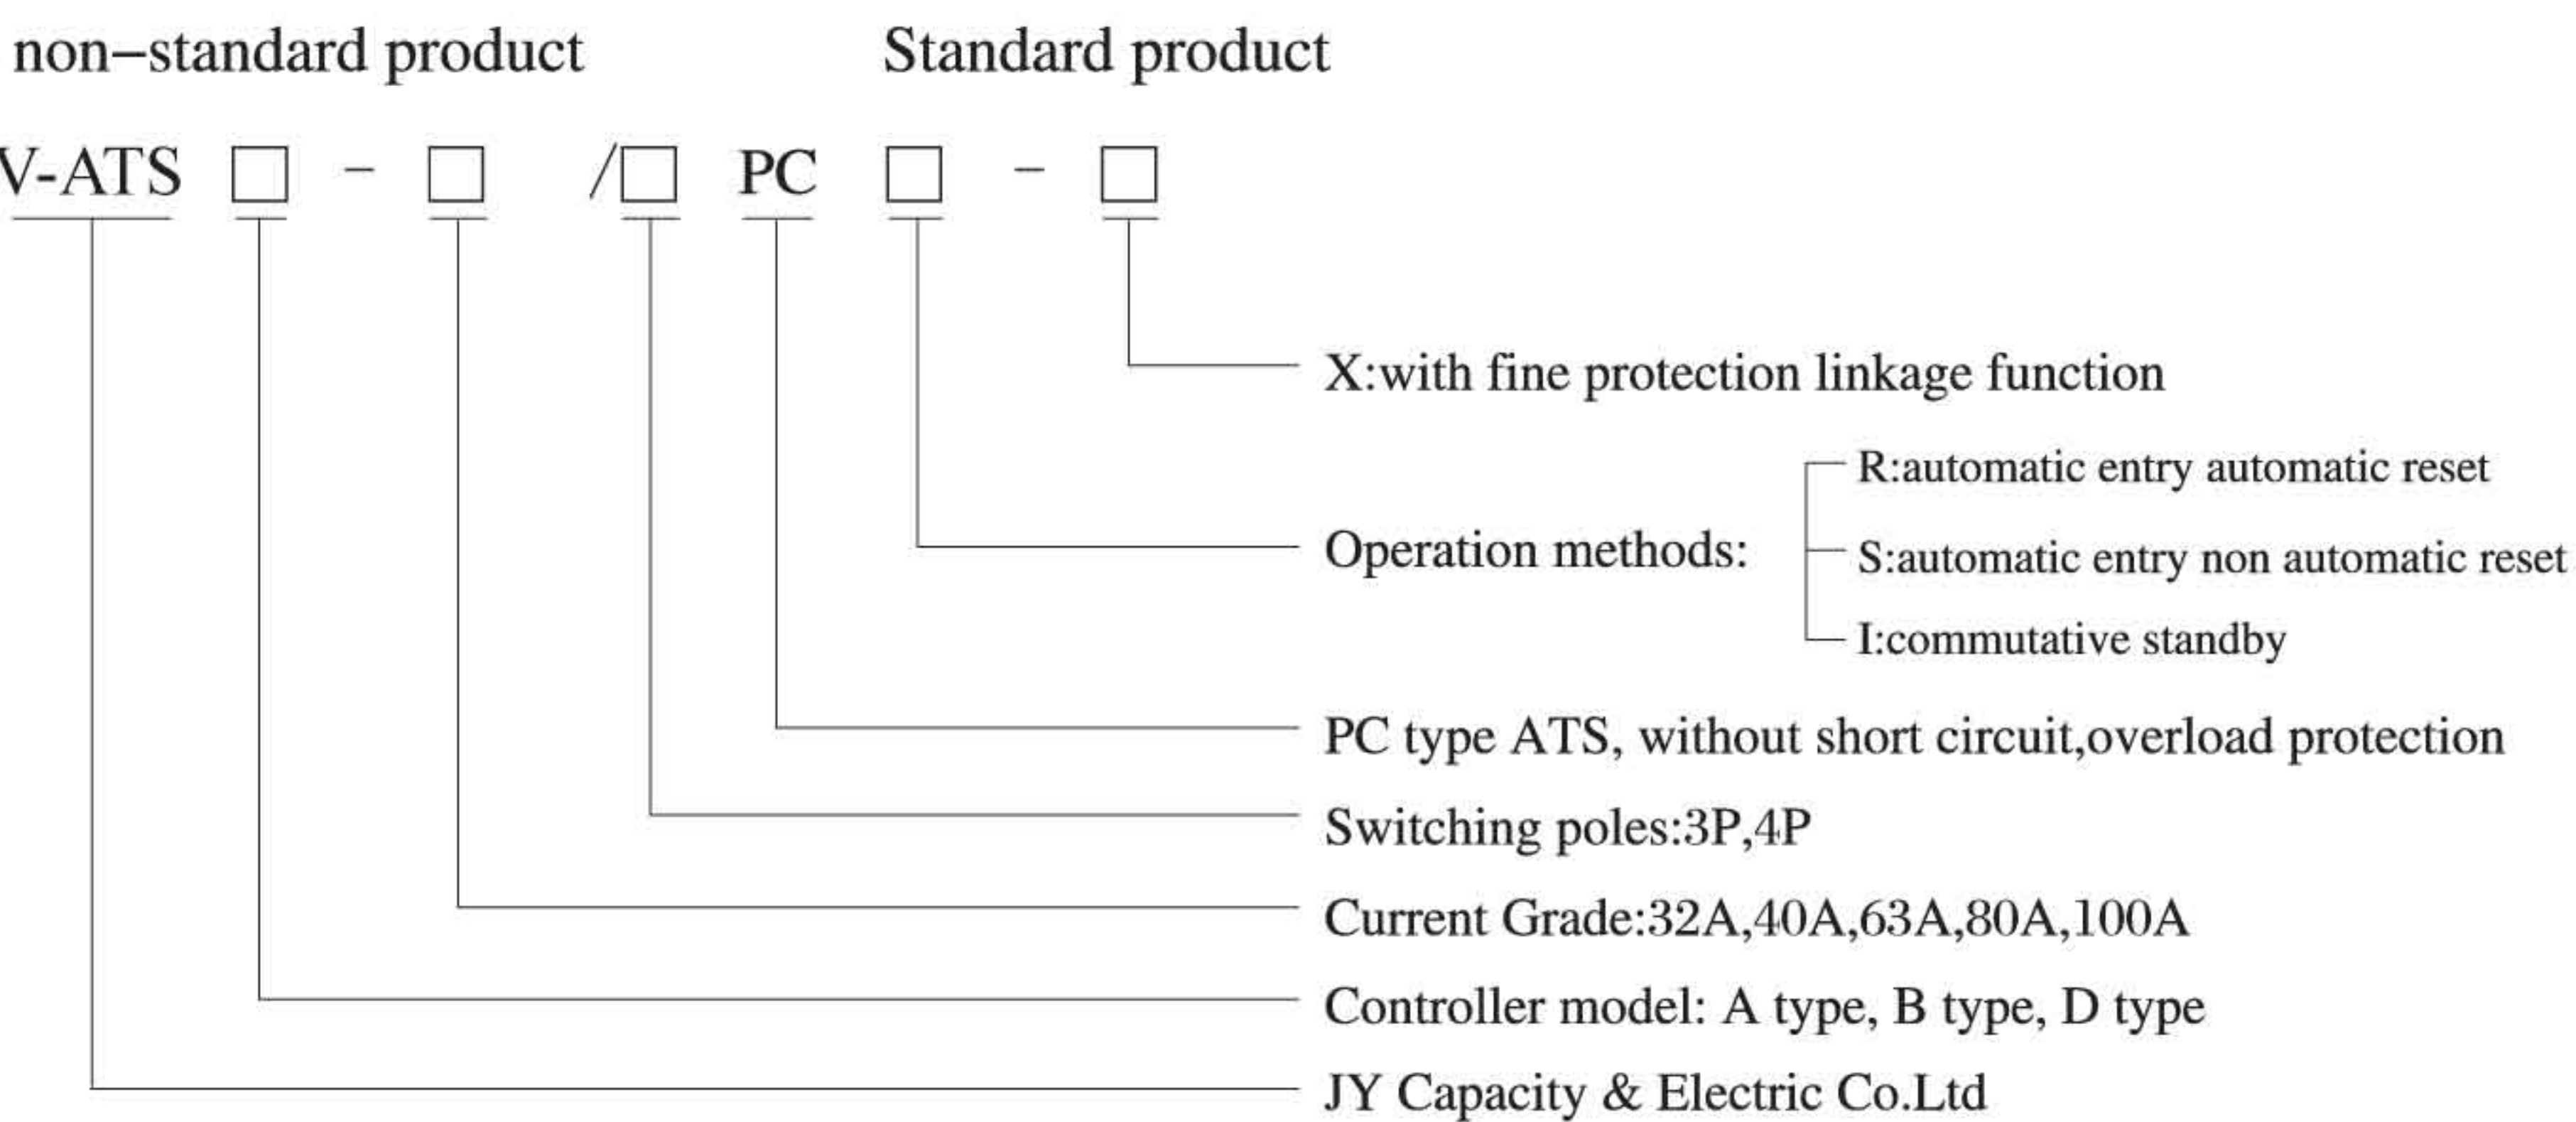 non–standard product Standard product
V-ATS □ – □ /□ PC □ – □
X:with fine protection linkage function
R:automatic entry automatic reset
Operation methods:
S:automatic entry non automatic reset
I:commutative standby
PC type ATS, without short circuit,overload protection
Switching poles:3P,4P
Current Grade:32A,40A,63A,80A,100A
Controller model: A type, B type, D type
JY Capacity & Electric Co.Ltd